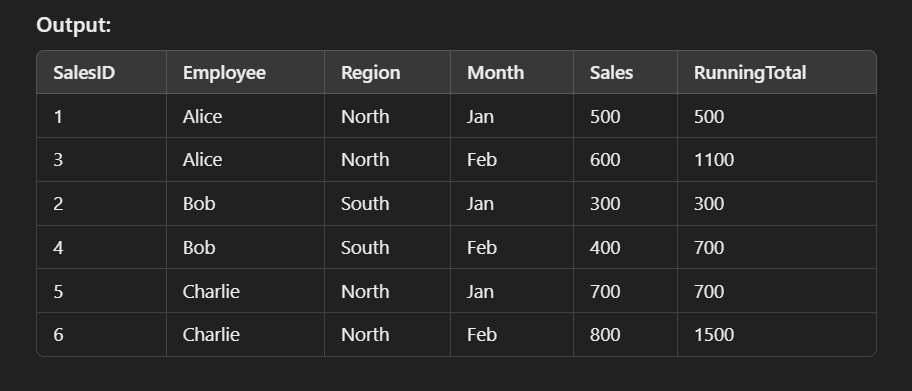 Output:
SalesID Employee Region Month Sales RunningTotal
1 Alice North Jan 500 500
3 Alice North Feb 600 1100
2 Bob South Jan 300 300
4 Bob South Feb 400 700
5 Charlie North Jan 700 700
6 Charlie North Feb 800 1500